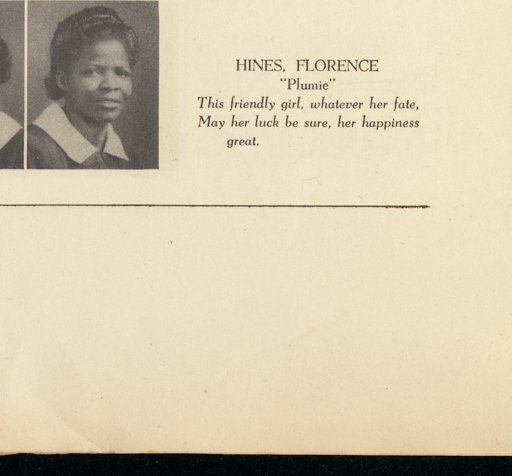 HINES, FLORENCE
"Plumie"
This friendly girl, whatever her fate,
May her luck be sure, her happiness
great.